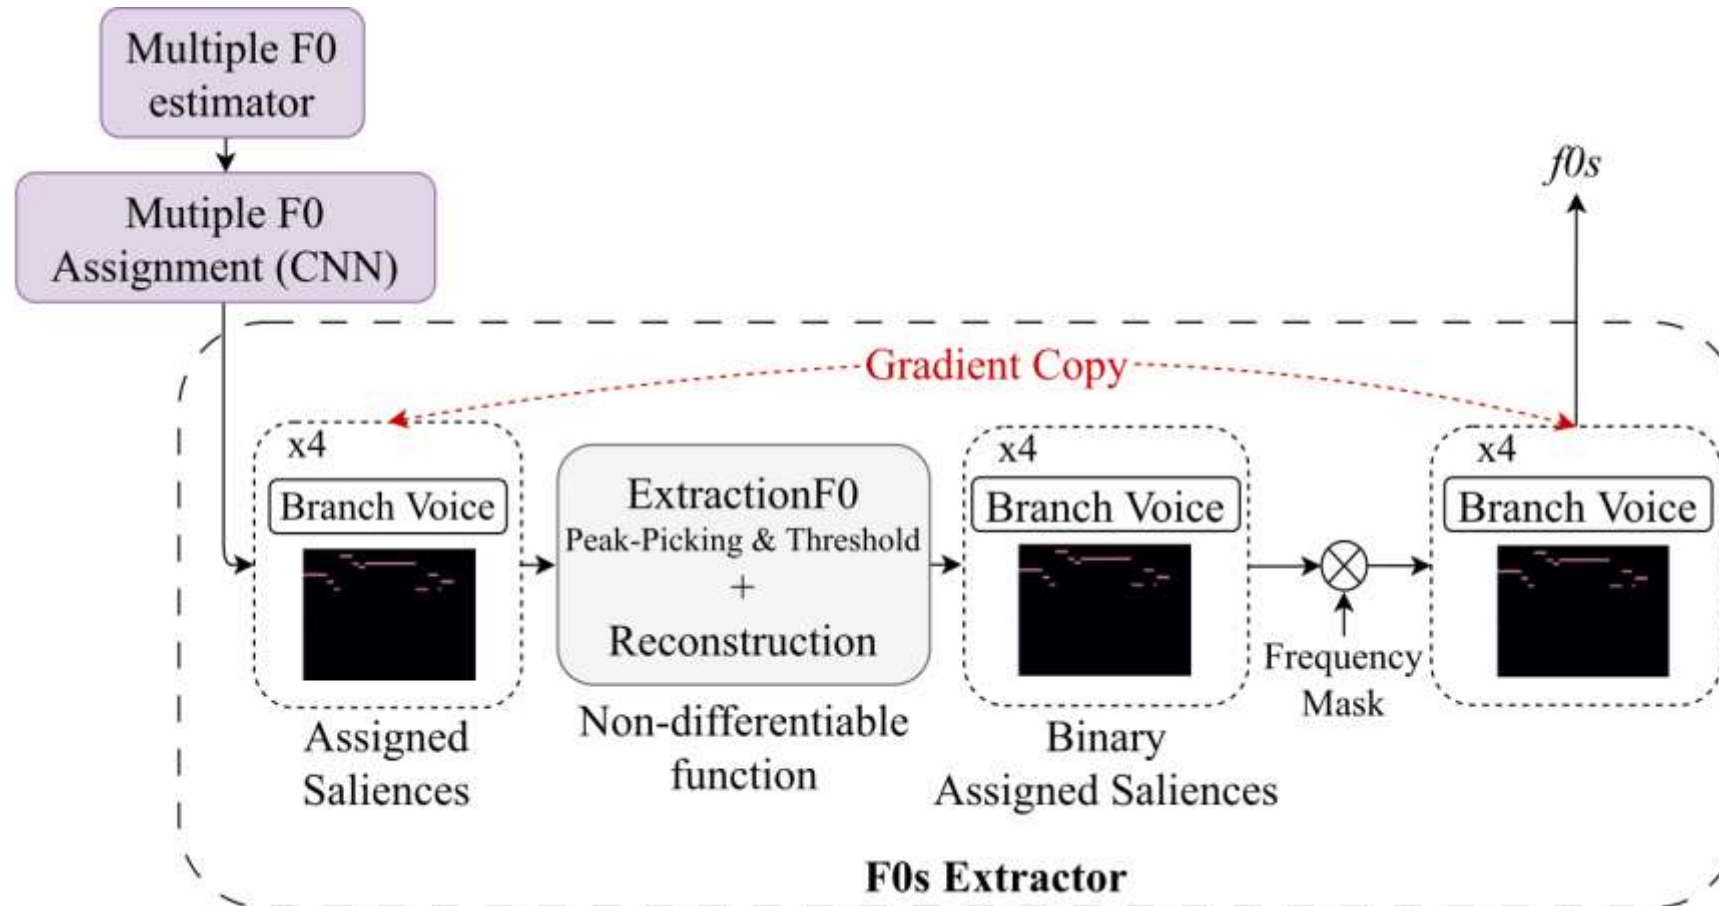 Multiple F0
estimator
Mutiple F0
Assignment (CNN)
f0s
Gradient Copy
x4
Branch Voice
Assigned
Saliences
ExtractionF0
Peak-Picking & Threshold
+
Reconstruction
Non-differentiable
function
x4
Branch Voice
Binary
Assigned Saliences
Frequency
Mask
x4
Branch Voice
F0s Extractor